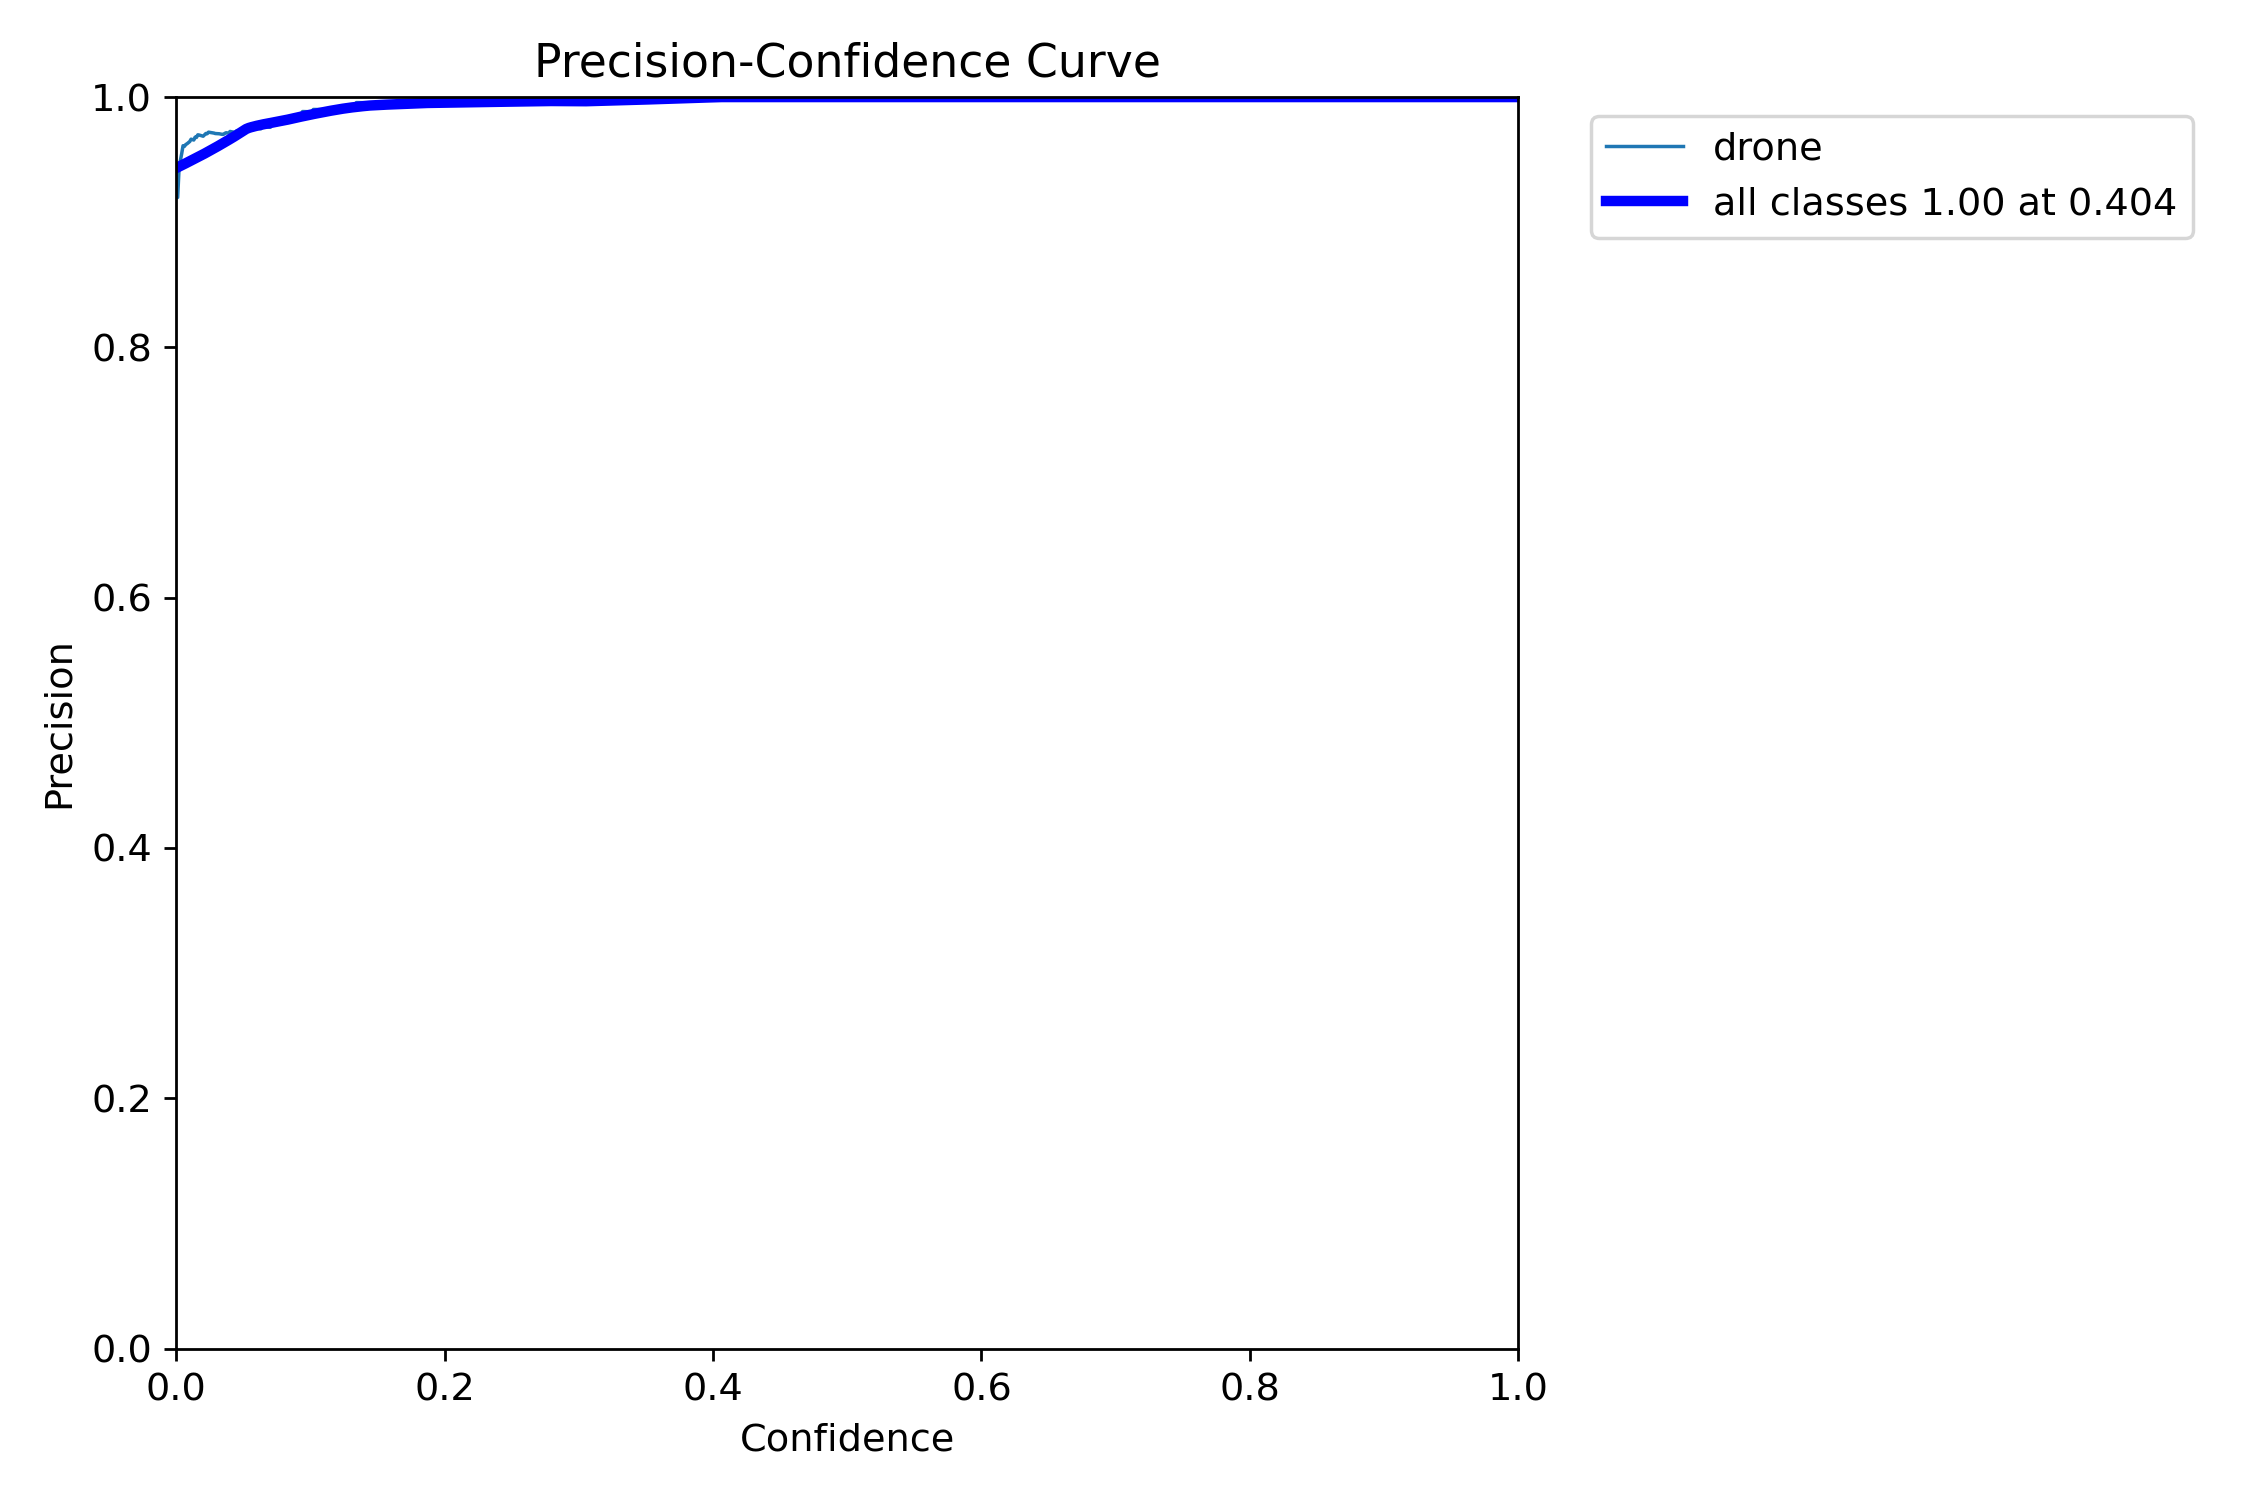 Precision-Confidence Curve
1.0
0.8
0.6
0.4
0.2
0.0
Precision
0.0 0.2 0.4 0.6 0.8 1.0
Confidence
drone
all classes 1.00 at 0.404